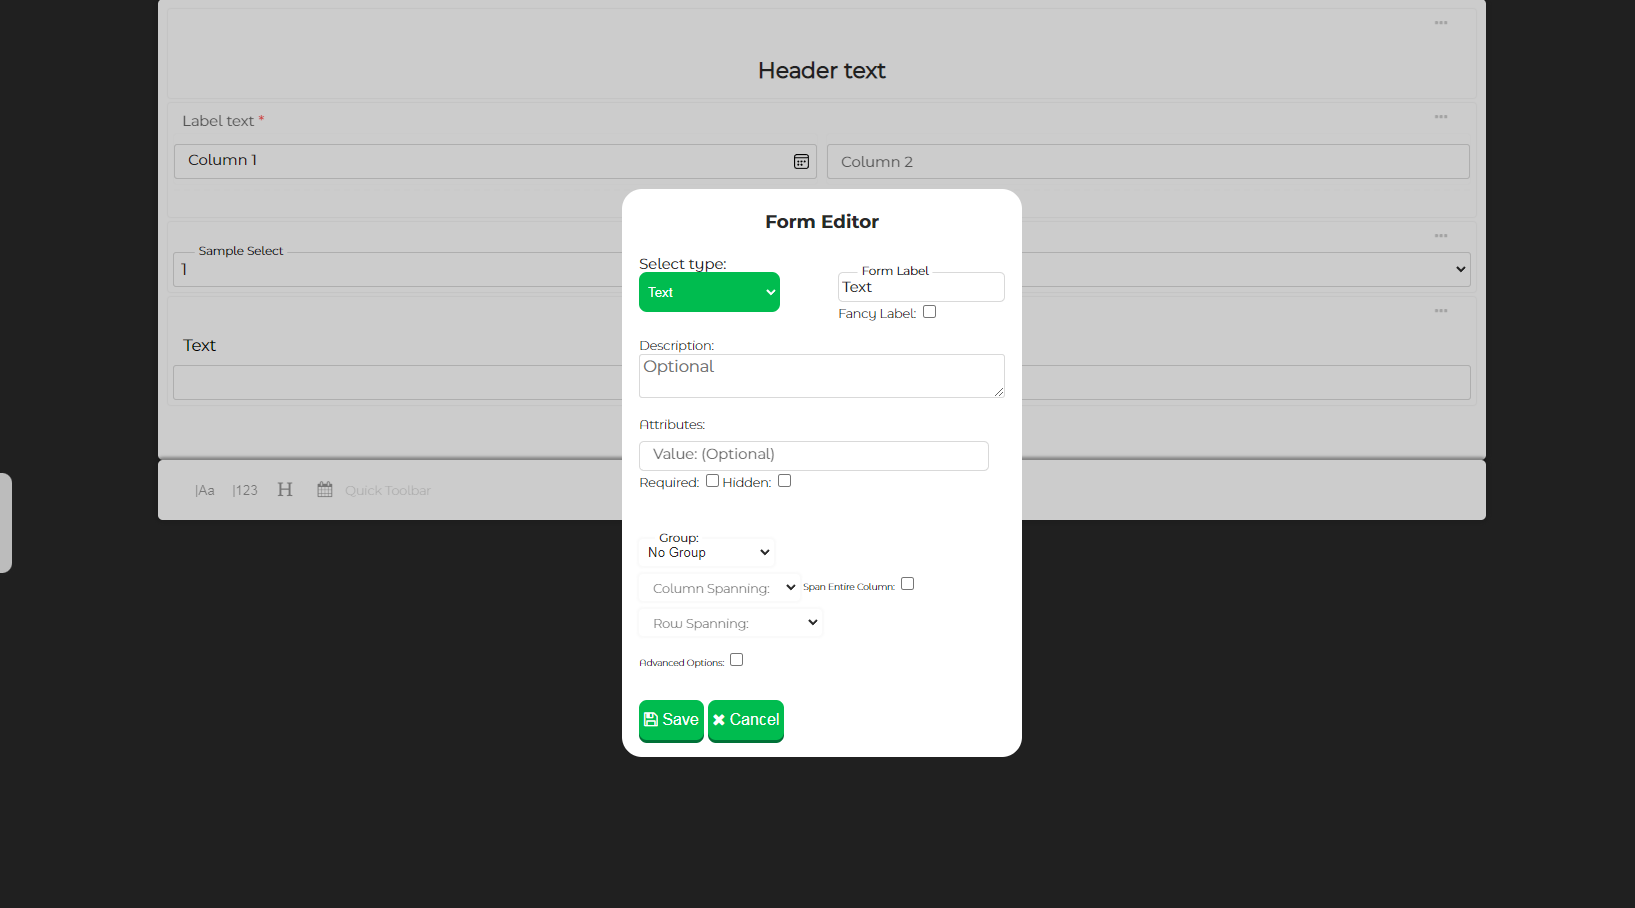 Header text
Label text *
Column 1
Column 2
Sample Select
1
Text
|Aa |123 H Quick Toolbar
Form Editor
Select type:
Text
Form Label
Text
Fancy Label:
Description:
Optional
Attributes:
Value: (Optional)
Required: Hidden:
Group:
No Group
Column Spanning: Span Entire Column:
Row Spanning:
Advanced Options:
Save Cancel